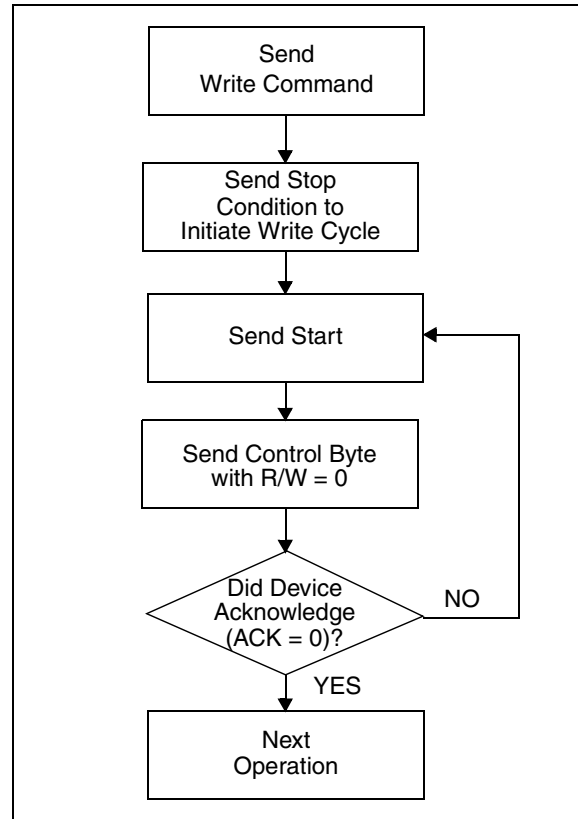 Send
Write Command
Send Stop
Condition to
Initiate Write Cycle
Send Start
Send Control Byte
with R/W = 0
Did Device
Acknowledge
(ACK = 0)?
NO
YES
Next
Operation